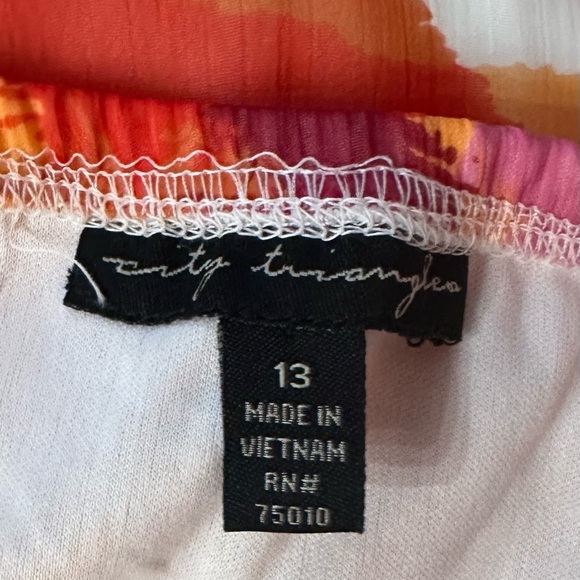 city triangles
13
MADE IN
VIETNAM
RN#
75010